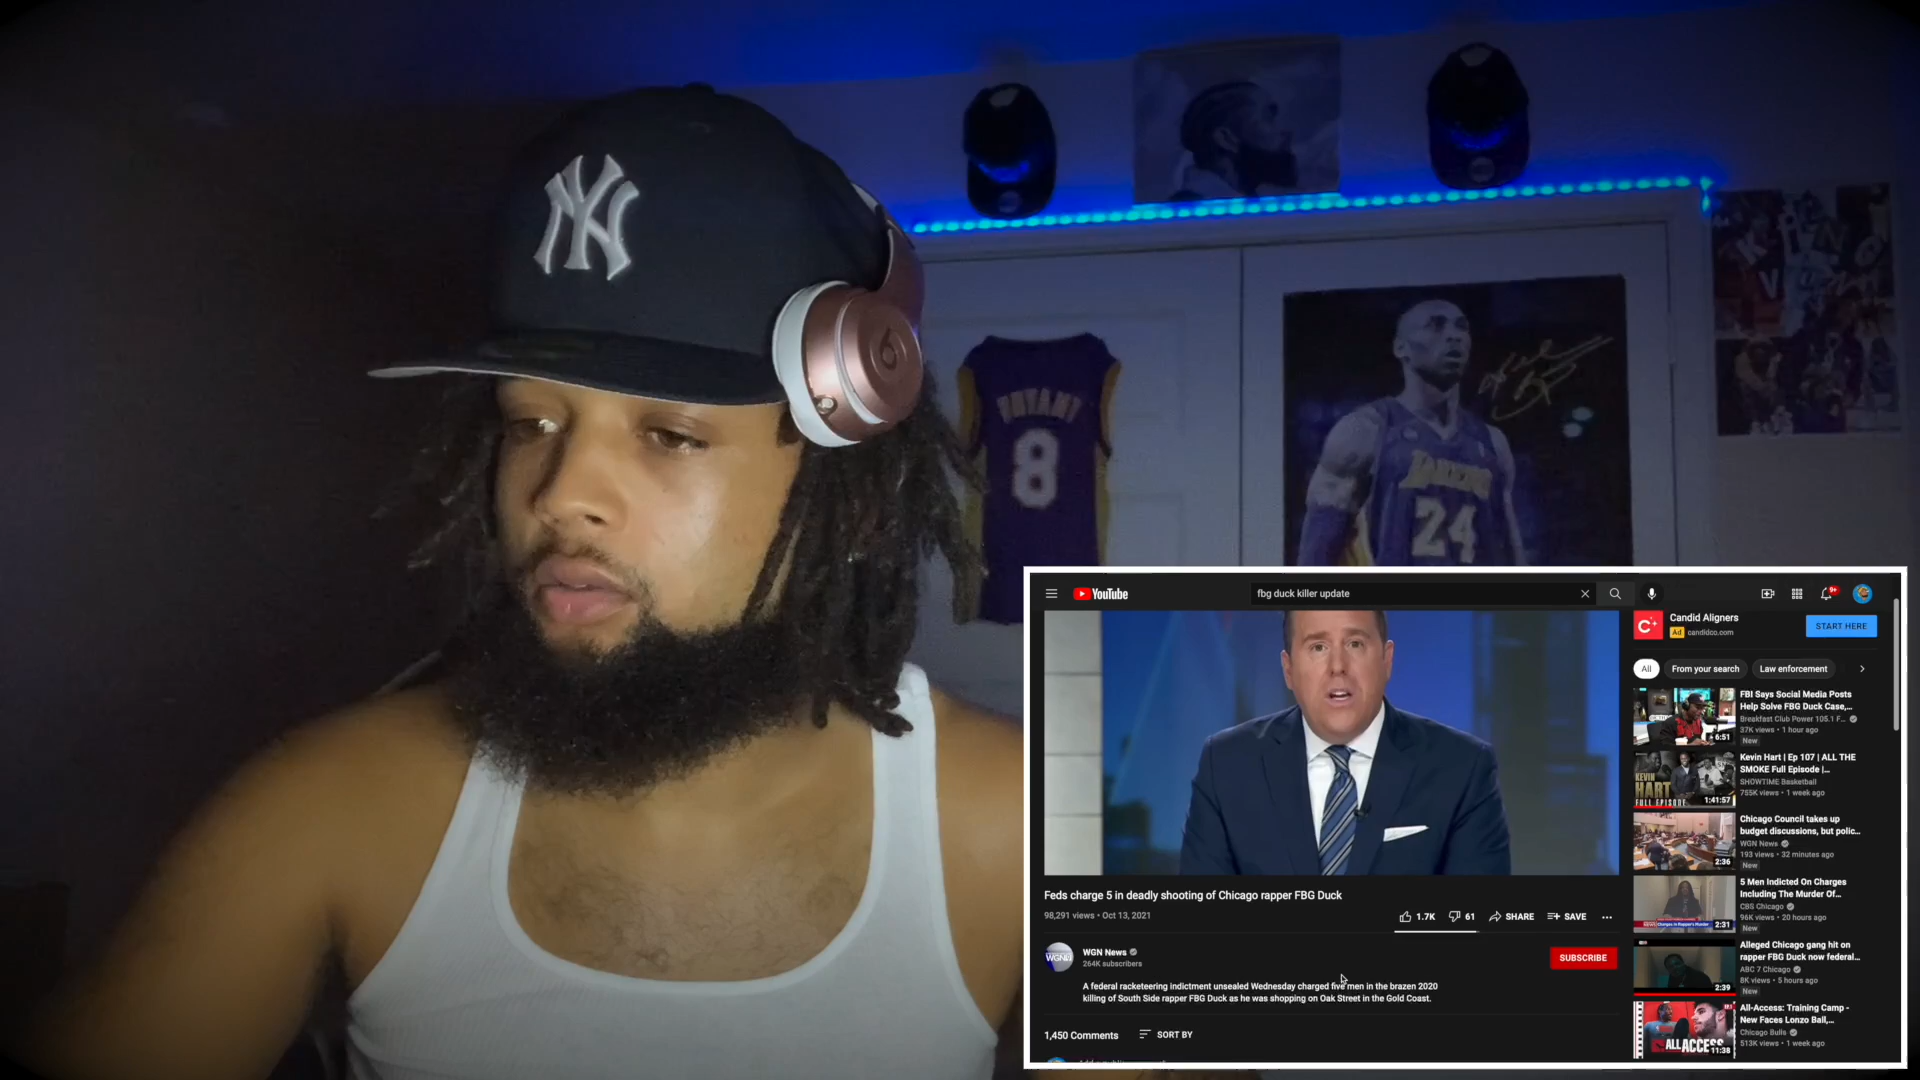 NY
BRYANT
8
LAKERS
24
YouTube
fbg duck killer update
9+
Candid Aligners
Ad candidco.com
START HERE
All
From your search
Law enforcement
FBI Says Social Media Posts
Help Solve FBG Duck Case,...
Breakfast Club Power 105.1 F...
37K views • 1 hour ago
New
6:51
Kevin Hart | Ep 107 | ALL THE
SMOKE Full Episode |...
SHOWTIME Basketball
755K views • 1 week ago
KEVIN
HART
FULL EPISODE
1:41:57
Chicago Council takes up
budget discussions, but polic...
WGN News
193 views • 32 minutes ago
New
2:36
5 Men Indicted On Charges
Including The Murder Of...
CBS Chicago
96K views • 20 hours ago
New
2:31
Alleged Chicago gang hit on
rapper FBG Duck now federal...
ABC 7 Chicago
8K views • 5 hours ago
New
2:39
All-Access: Training Camp -
New Faces Lonzo Ball,...
Chicago Bulls
513K views • 1 week ago
ALL ACCESS
11:38
Feds charge 5 in deadly shooting of Chicago rapper FBG Duck
98,291 views • Oct 13, 2021
1.7K
61
SHARE
SAVE
WGN News
264K subscribers
WGN
SUBSCRIBE
A federal racketeering indictment unsealed Wednesday charged five men in the brazen 2020
killing of South Side rapper FBG Duck as he was shopping on Oak Street in the Gold Coast.
1,450 Comments
SORT BY